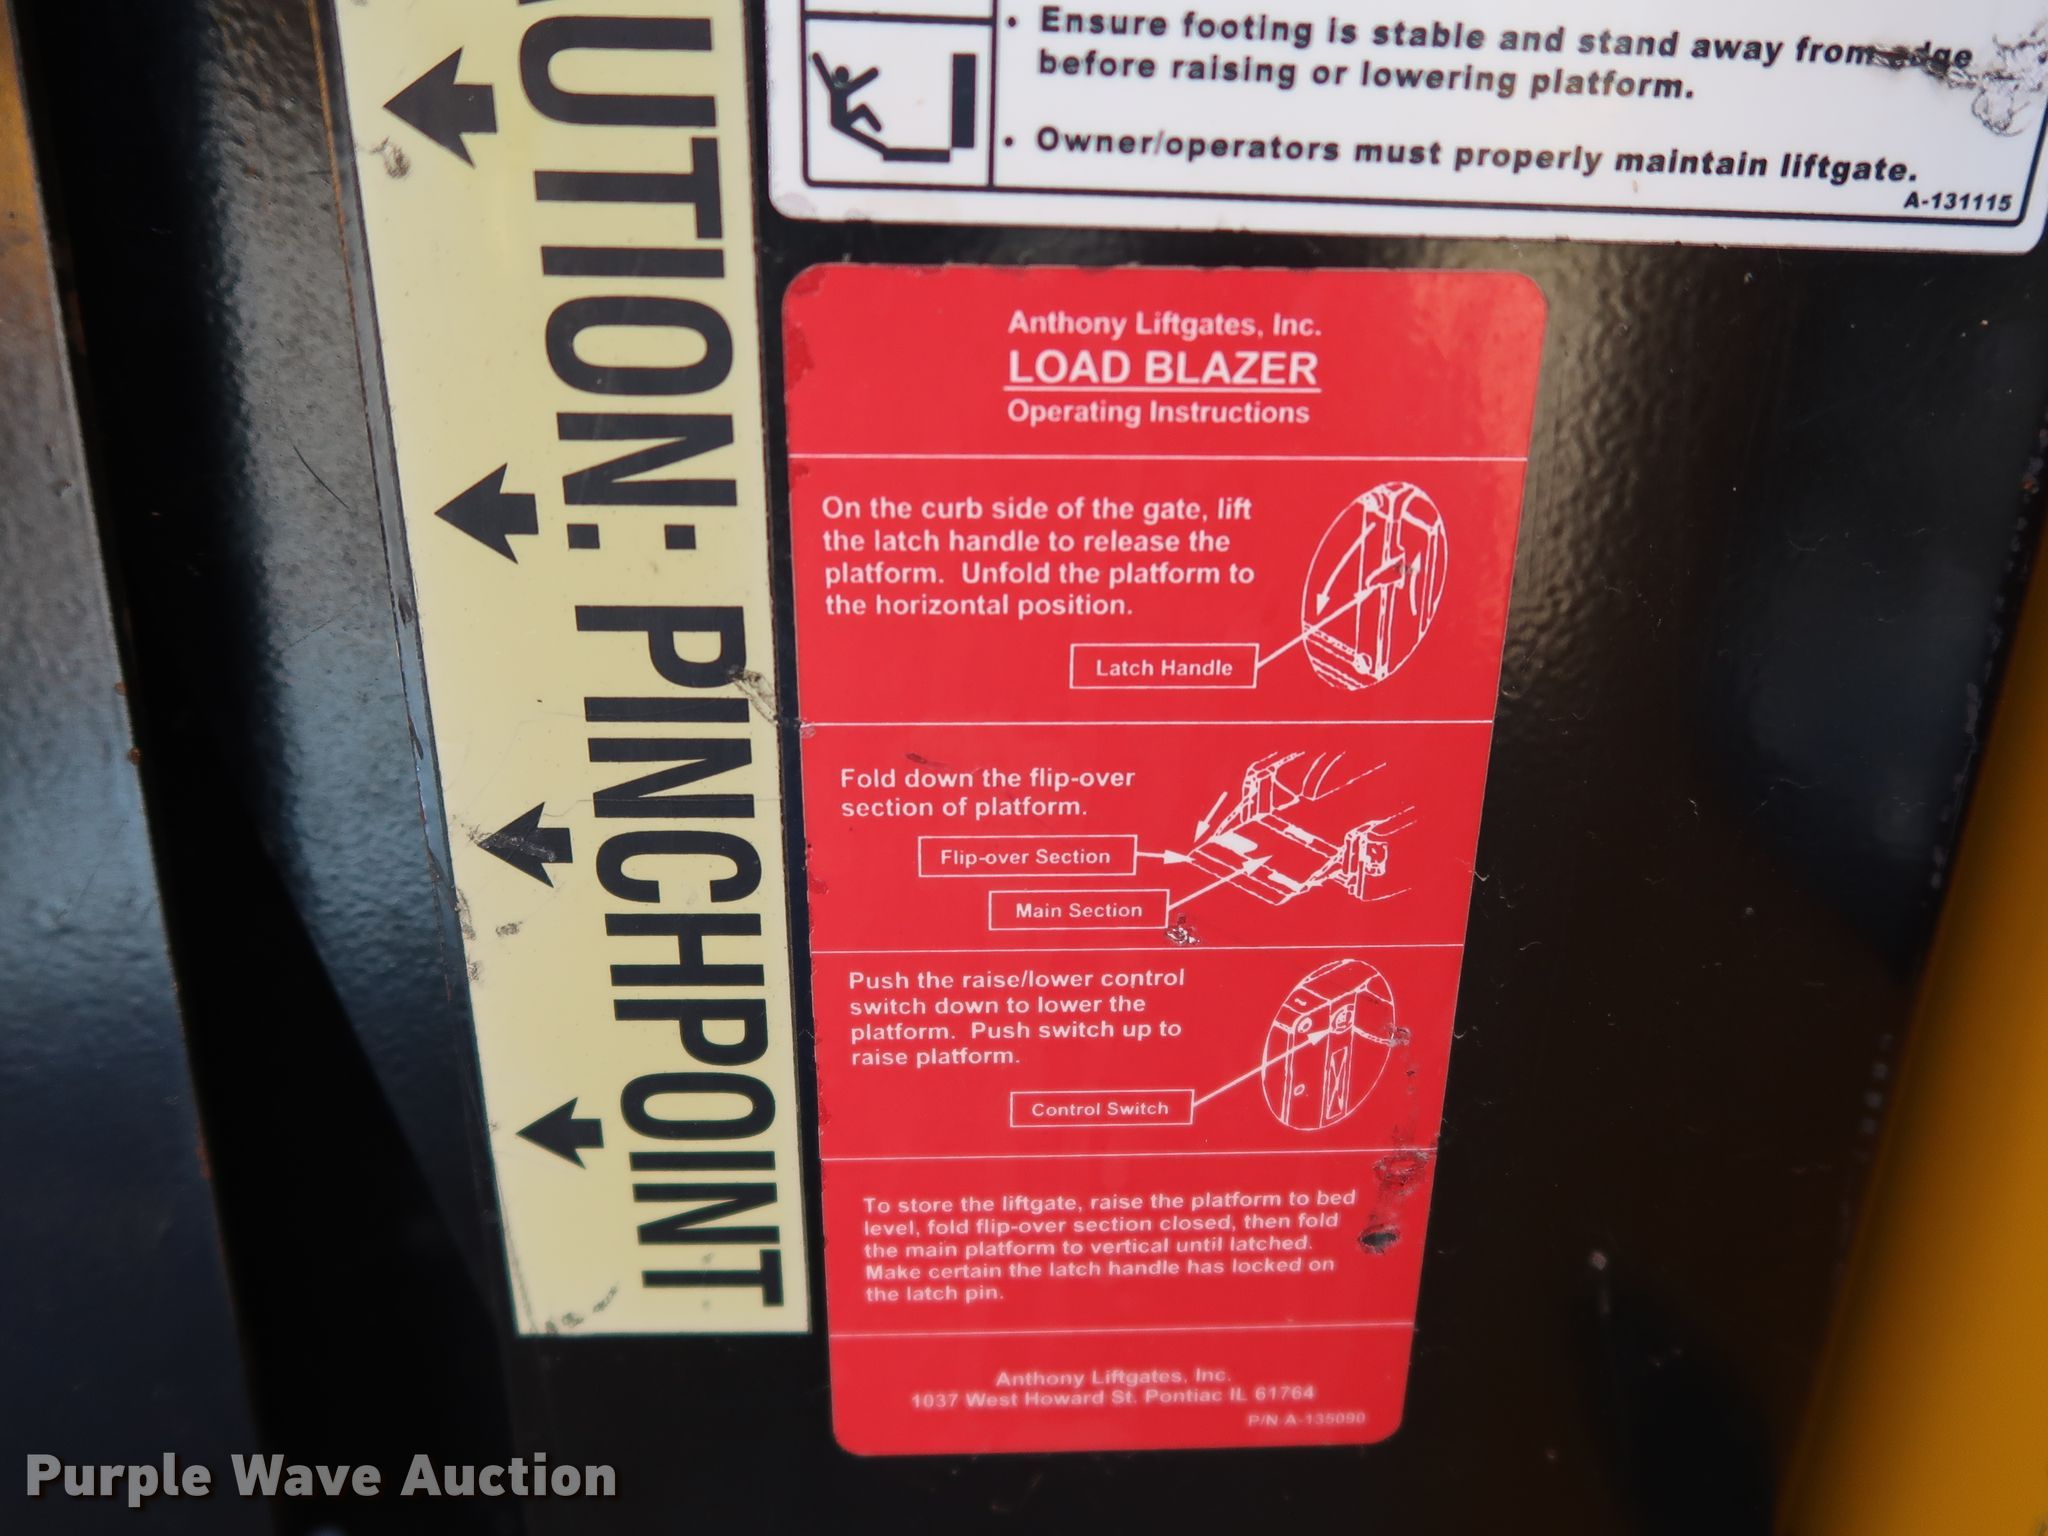 • Ensure footing is stable and stand away from edge
before raising or lowering platform.
• Owner/operators must properly maintain liftgate.
A-131115
AUTION: PINCHPOINT
Anthony Liftgates, Inc.
LOAD BLAZER
Operating Instructions
On the curb side of the gate, lift
the latch handle to release the
platform. Unfold the platform to
the horizontal position.
Latch Handle
Fold down the flip-over
section of platform.
Flip-over Section
Main Section
Push the raise/lower control
switch down to lower the
platform. Push switch up to
raise platform.
Control Switch
To store the liftgate, raise the platform to bed
level, fold flip-over section closed, then fold
the main platform to vertical until latched.
Make certain the latch handle has locked on
the latch pin.
Anthony Liftgates, Inc.
1037 West Howard St. Pontiac IL 61764
P/N A-135090
Purple Wave Auction